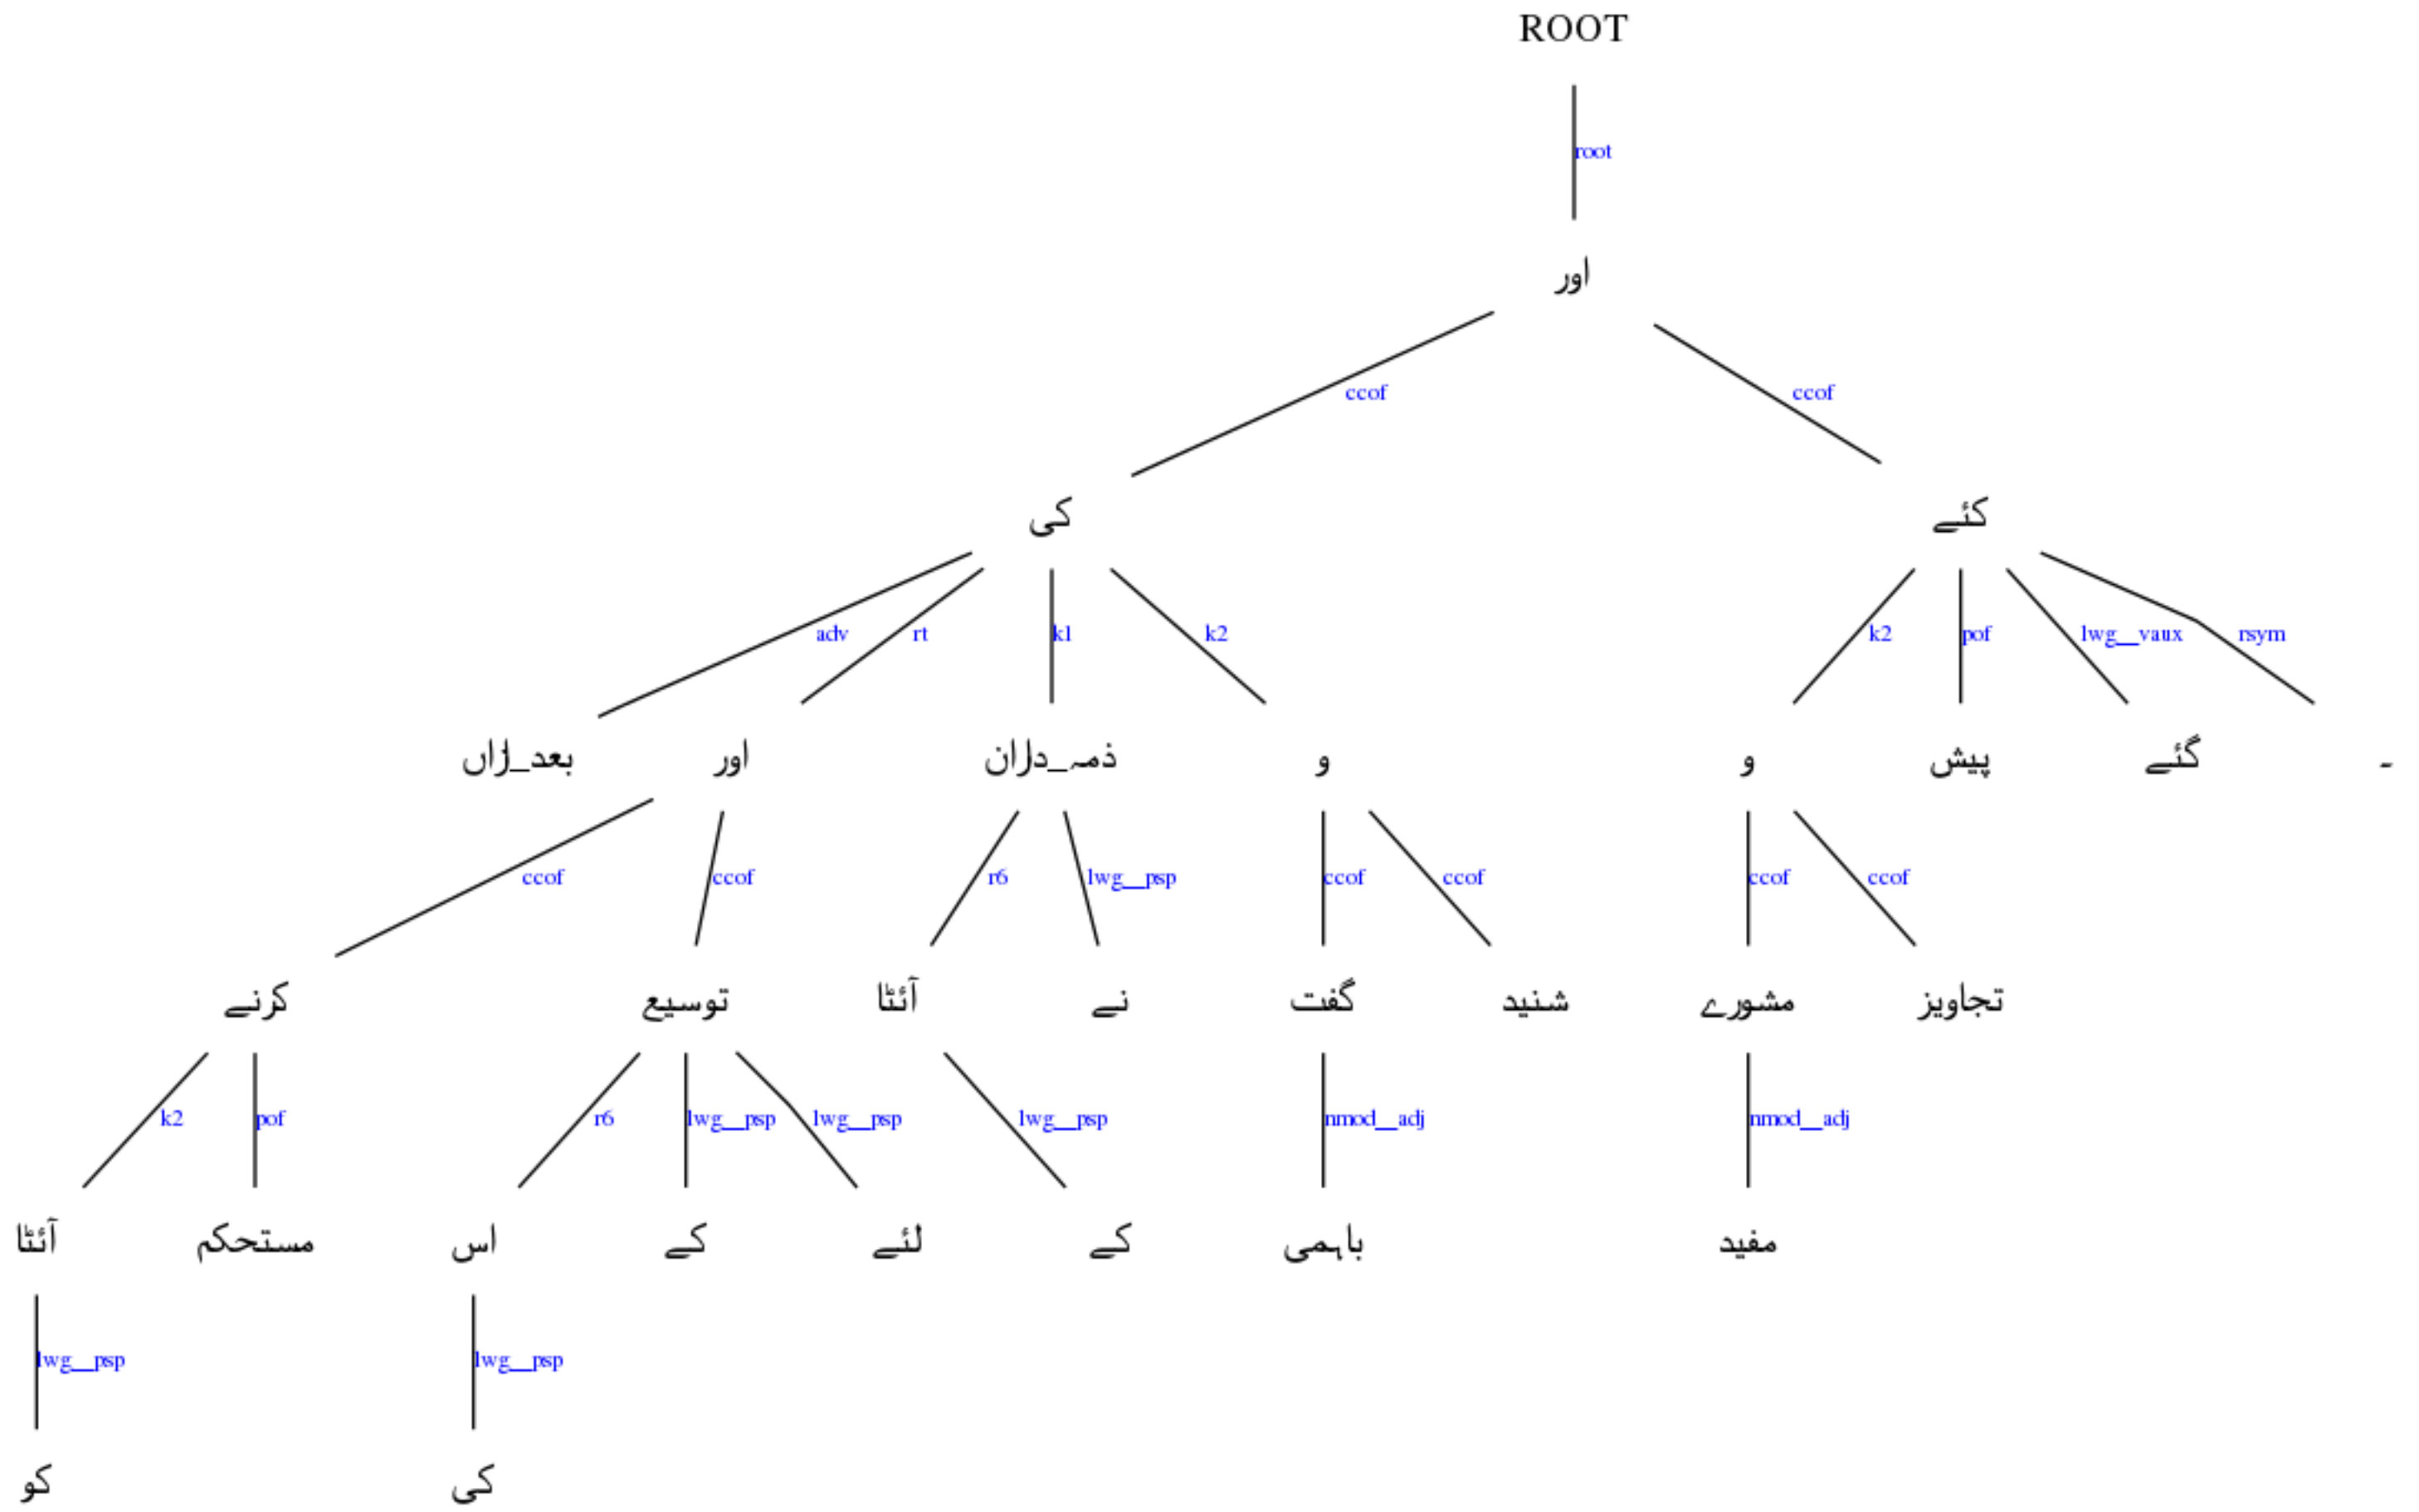 ROOT
root
اور
ccof ccof
کی کئے
adv rt k1 k2 k2 pof lwg__vaux rsym
بعد_ازاں اور ذمہ_داران و و پیش گئے ۔
ccof ccof r6 lwg__psp ccof ccof ccof ccof
کرنے توسیع آئٹا نے گفت شنید مشورے تجاویز
k2 pof r6 lwg__psp lwg__psp lwg__psp nmod__adj nmod__adj
آئٹا مستحکم اس کے لئے کے باہمی مفید
lwg__psp lwg__psp
کو کی